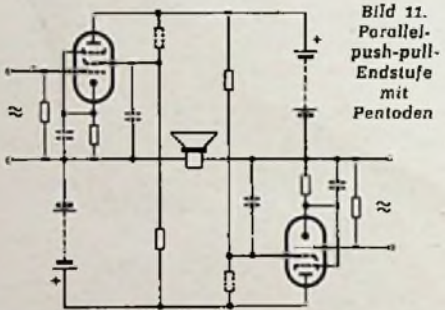 Bild 11.
Parallel-
push-pull-
Endstufe
mit
Pentoden
+
≈
≈
+